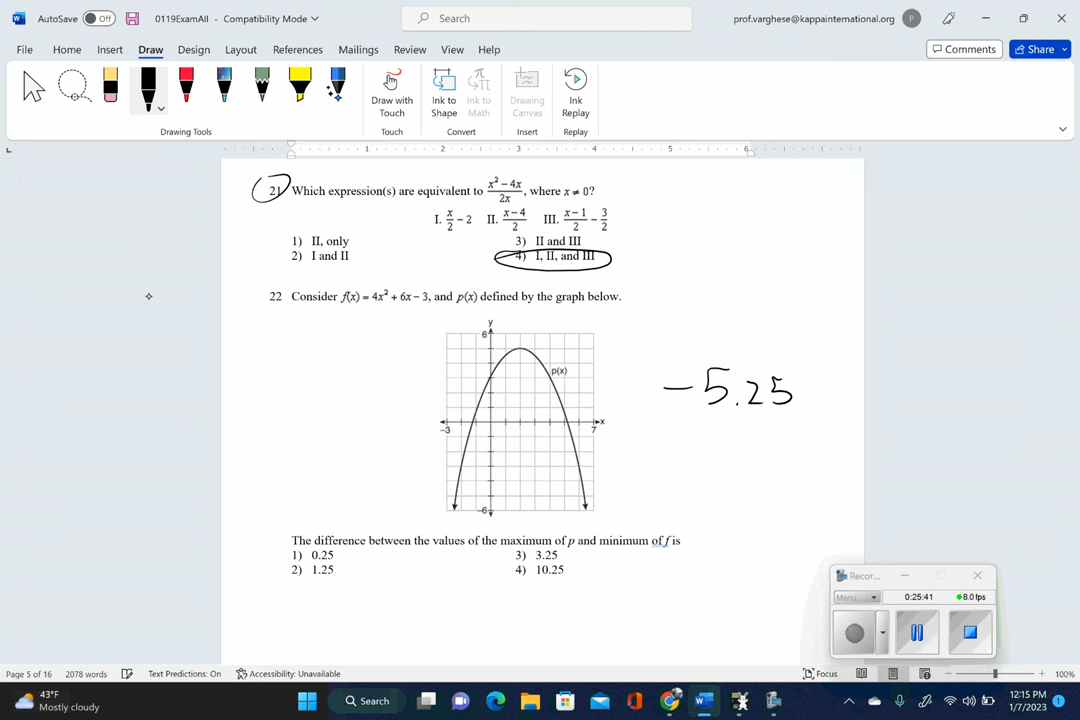 AutoSave Off 0119ExamAII - Compatibility Mode Search prof.varghese@kappainternational.org P
File Home Insert Draw Design Layout References Mailings Review View Help Comments Share
Draw with Touch
Ink to Shape
Ink to Math
Drawing Canvas
Ink Replay
Drawing Tools Touch Convert Insert Replay
1 2 3 4 5 6
21 Which expression(s) are equivalent to (x² – 4x)/2x, where x ≠ 0?
I. x/2 – 2 II. (x – 4)/2 III. (x – 1)/2 – 3/2
1) II, only 3) II and III
2) I and II 4) I, II, and III
22 Consider f(x) = 4x² + 6x – 3, and p(x) defined by the graph below.
y
6
p(x)
-5.25
x
–3 7
–6
The difference between the values of the maximum of p and minimum of f is
1) 0.25 3) 3.25
2) 1.25 4) 10.25
Recor...
Menu 0:25:41 8.0 fps
Page 5 of 16 2078 words Text Predictions: On Accessibility: Unavailable Focus 100%
43°F
Mostly cloudy
Search
12:15 PM
1/7/2023